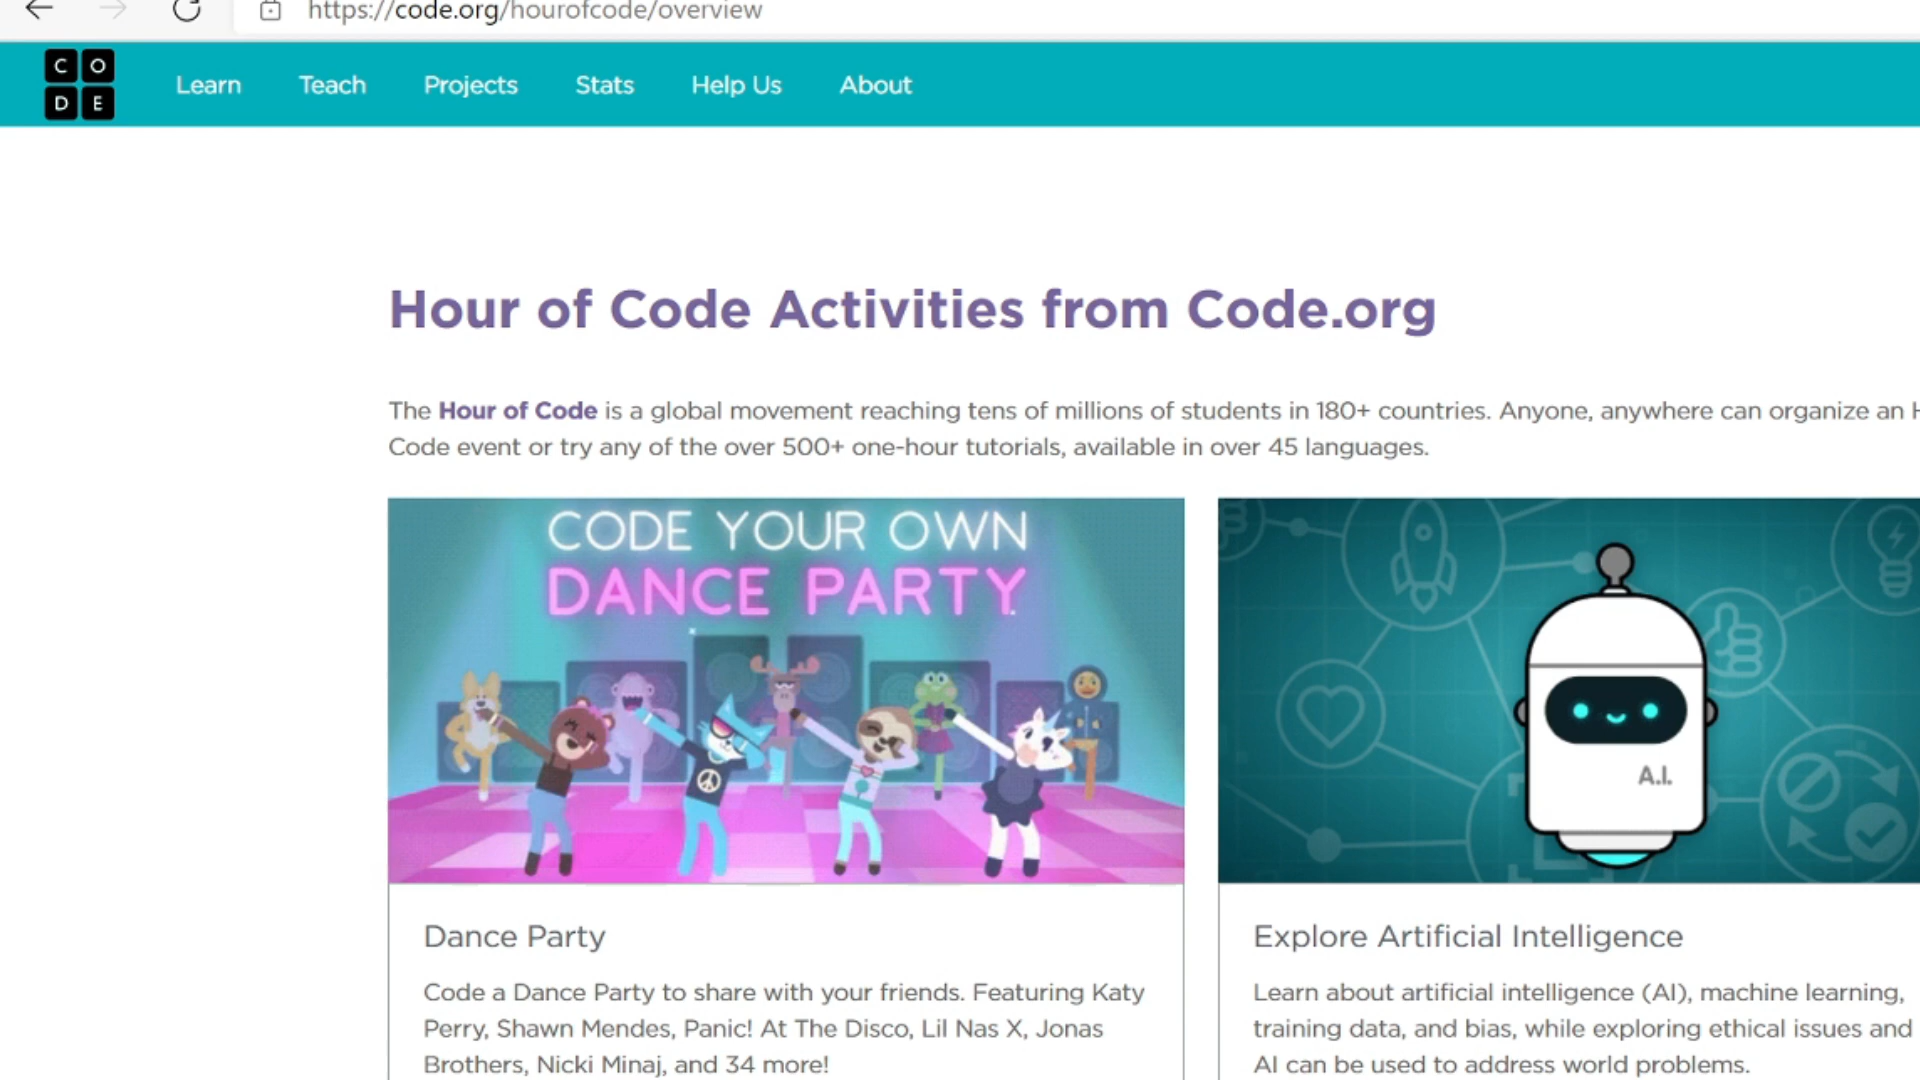 https://code.org/hourofcode/overview
C O
D E
Learn Teach Projects Stats Help Us About
Hour of Code Activities from Code.org
The Hour of Code is a global movement reaching tens of millions of students in 180+ countries. Anyone, anywhere can organize an
Code event or try any of the over 500+ one-hour tutorials, available in over 45 languages.
CODE YOUR OWN
DANCE PARTY
A.I.
Dance Party
Code a Dance Party to share with your friends. Featuring Katy
Perry, Shawn Mendes, Panic! At The Disco, Lil Nas X, Jonas
Brothers, Nicki Minaj, and 34 more!
Explore Artificial Intelligence
Learn about artificial intelligence (AI), machine learning,
training data, and bias, while exploring ethical issues and
AI can be used to address world problems.